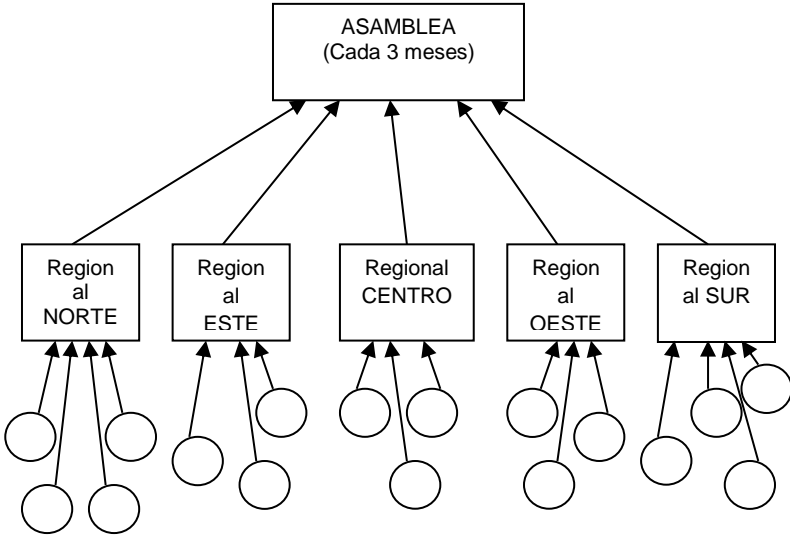 ASAMBLEA
(Cada 3 meses)
Region
al
NORTE
Region
al
ESTE
Regional
CENTRO
Region
al
OESTE
Region
al SUR